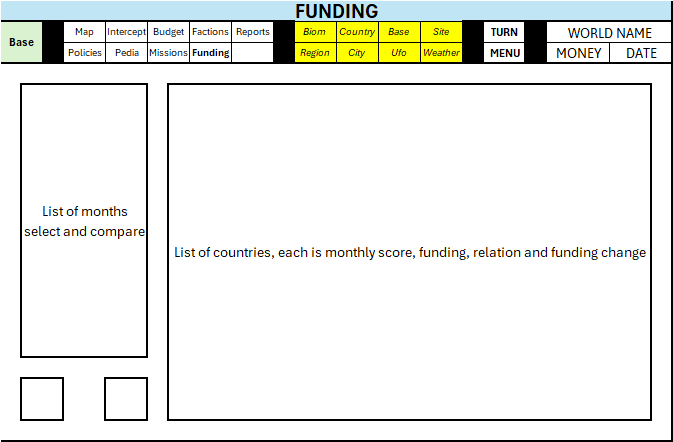 FUNDING
Base
Map Intercept Budget Factions Reports
Policies Pedia Missions Funding
Biom Country Base Site
Region City Ufo Weather
TURN
MENU
WORLD NAME
MONEY DATE
List of months
select and compare
List of countries, each is monthly score, funding, relation and funding change